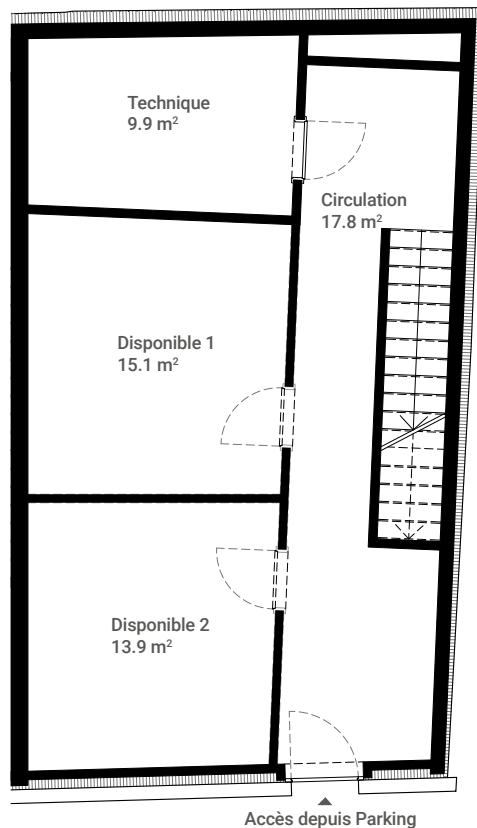 Technique
9.9 m²
Circulation
17.8 m²
Disponible 1
15.1 m²
Disponible 2
13.9 m²
Accès depuis Parking